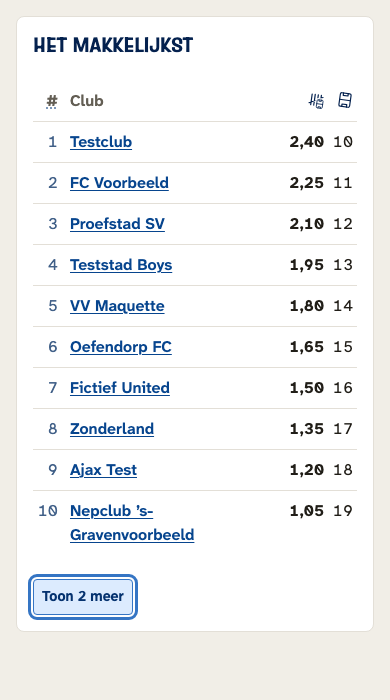 HET MAKKELIJKST
# Club
1 Testclub 2,40 10
2 FC Voorbeeld 2,25 11
3 Proefstad SV 2,10 12
4 Teststad Boys 1,95 13
5 VV Maquette 1,80 14
6 Oefendorp FC 1,65 15
7 Fictief United 1,50 16
8 Zonderland 1,35 17
9 Ajax Test 1,20 18
10 Nepclub ’s- 1,05 19
Gravenvoorbeeld
Toon 2 meer